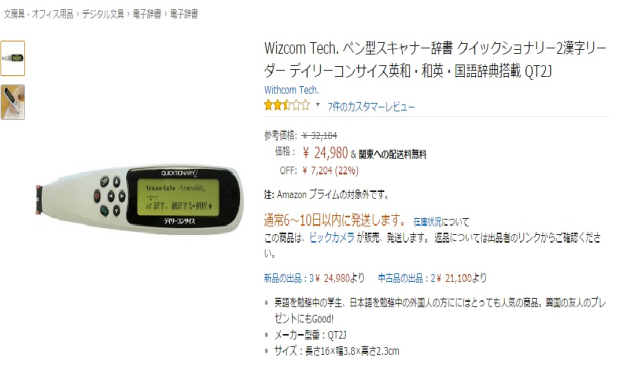 文房具・オフィス用品 › デジタル文具 › 電子辞書 › 電子辞書
Wizcom Tech. ペン型スキャナー辞書 クイックショナリー2漢字リー
ダー デイリーコンサイス英和・和英・国語辞典搭載 QT2J
Withcom Tech.
7件のカスタマーレビュー
参考価格: ¥ 32,184
価格: ¥ 24,980 & 関東への配送料無料
OFF: ¥ 7,204 (22%)
注: Amazon プライムの対象外です。
通常6～10日以内に発送します。 在庫状況について
この商品は、ビックカメラ が販売、発送します。 返品については出品者のリンクからご確認くださ
い。
新品の出品：3¥ 24,980より 中古品の出品：2¥ 21,100より
英語を勉強中の学生、日本語を勉強中の外国人の方ににはとっても人気の商品。異国の友人のプレ
ゼントにもGood!
メーカー型番：QT2J
サイズ：長さ16×幅3.8×高さ2.3cm
QUICKTIONARY2
デイリーコンサイス